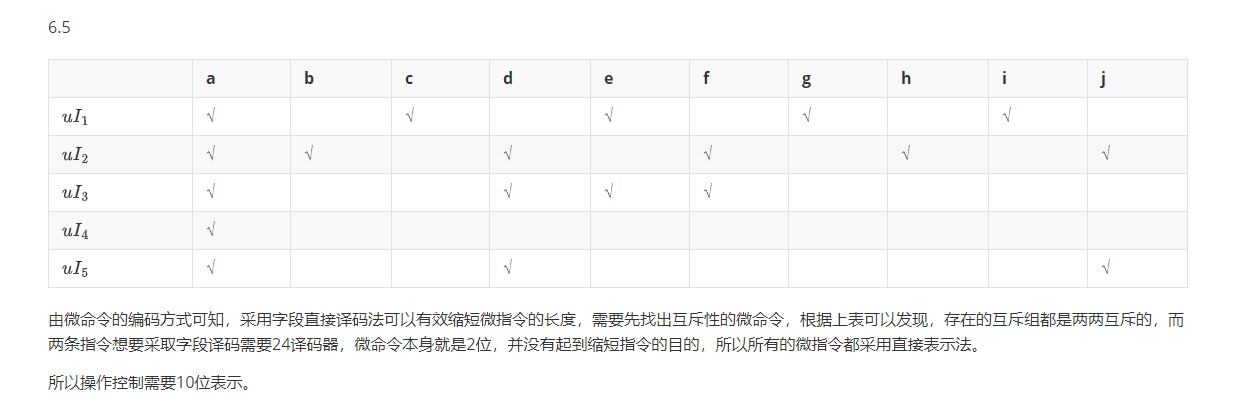 6.5
a b c d e f g h i j
uI₁ √ √ √ √ √
uI₂ √ √ √ √ √ √
uI₃ √ √ √ √
uI₄ √
uI₅ √ √ √
由微命令的编码方式可知，采用字段直接译码法可以有效缩短微指令的长度，需要先找出互斥性的微命令，根据上表可以发现，存在的互斥组都是两两互斥的，而
两条指令想要采取字段译码需要24译码器，微命令本身就是2位，并没有起到缩短指令的目的，所以所有的微指令都采用直接表示法。
所以操作控制需要10位表示。